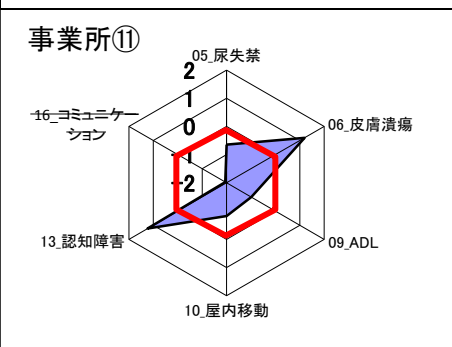 事業所⑪
05_尿失禁
2
1
0
-1
-2
06_皮膚潰瘍
09_ADL
10_屋内移動
13_認知障害
16_コミュニケー
ション